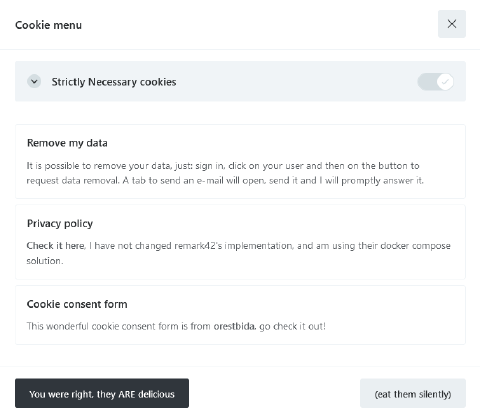 Cookie menu
Strictly Necessary cookies
Remove my data
It is possible to remove your data, just: sign in, click on your user and then on the button to
request data removal. A tab to send an e-mail will open, send it and I will promptly answer it.
Privacy policy
Check it here, I have not changed remark42's implementation, and am using their docker compose
solution.
Cookie consent form
This wonderful cookie consent form is from orestbida, go check it out!
You were right, they ARE delicious
(eat them silently)